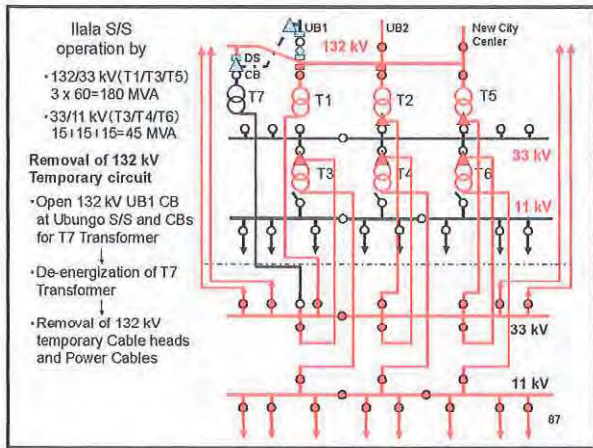 Ilala S/S
operation by
・132/33 kV(T1/T3/T5)
3 x 60=180 MVA
・33/11 kV(T3/T4/T6)
15+15+15=45 MVA
Removal of 132 kV
Temporary circuit
・Open 132 kV UB1 CB
at Ubungo S/S and CBs
for T7 Transformer
・De-energization of T7
Transformer
・Removal of 132 kV
temporary Cable heads
and Power Cables
UB1
UB2
New City
Center
132 kV
DS
CB
T7
T1
T2
T5
33 kV
T3
T4
T6
11 kV
33 kV
11 kV
67